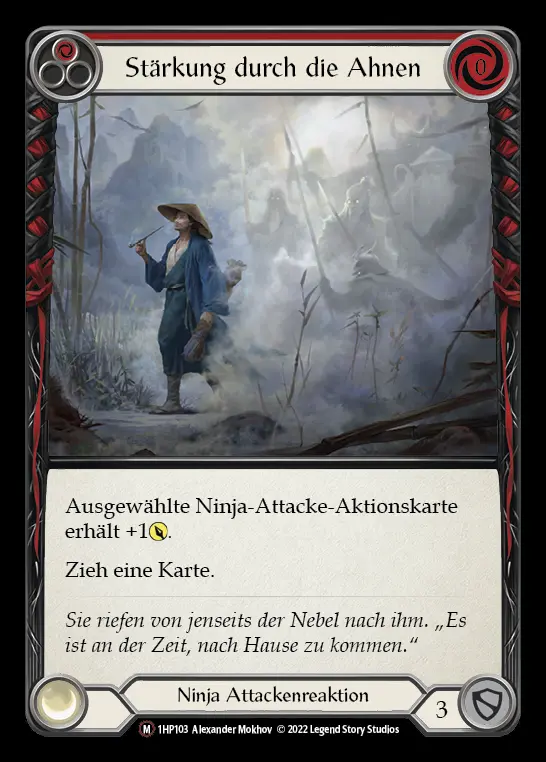 Stärkung durch die Ahnen
0
Ausgewählte Ninja-Attacke-Aktionskarte
erhält +1.
Zieh eine Karte.
Sie riefen von jenseits der Nebel nach ihm. „Es
ist an der Zeit, nach Hause zu kommen.“
Ninja Attackenreaktion
3
M 1HP103 Alexander Mokhov © 2022 Legend Story Studios